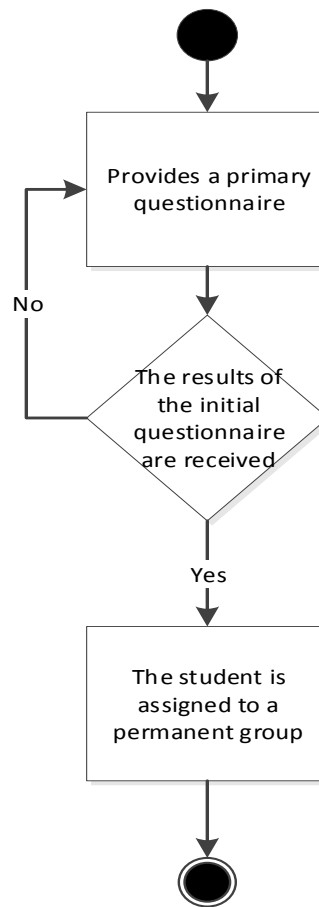 Provides a primary
questionnaire
No
The results of
the initial
questionnaire
are received
Yes
The student is
assigned to a
permanent group